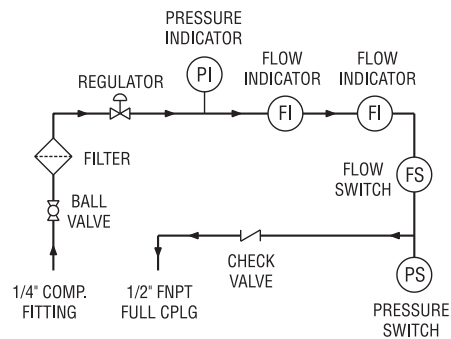 PRESSURE
INDICATOR
PI
REGULATOR
FLOW
INDICATOR
FI
FLOW
INDICATOR
FI
FILTER
FLOW
SWITCH
FS
BALL
VALVE
CHECK
VALVE
PS
PRESSURE
SWITCH
1/4" COMP.
FITTING
1/2" FNPT
FULL CPLG